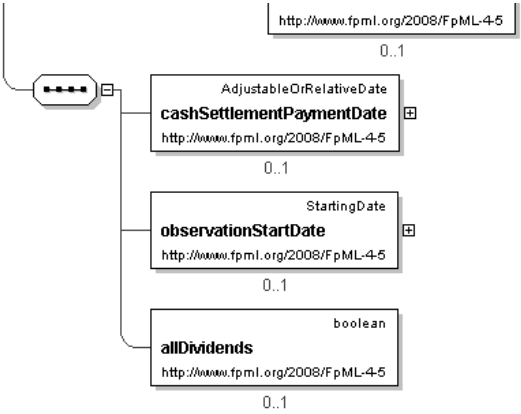 http://www.fpml.org/2008/FpML-4-5
0..1
AdjustableOrRelativeDate
cashSettlementPaymentDate
http://www.fpml.org/2008/FpML-4-5
0..1
StartingDate
observationStartDate
http://www.fpml.org/2008/FpML-4-5
0..1
boolean
allDividends
http://www.fpml.org/2008/FpML-4-5
0..1